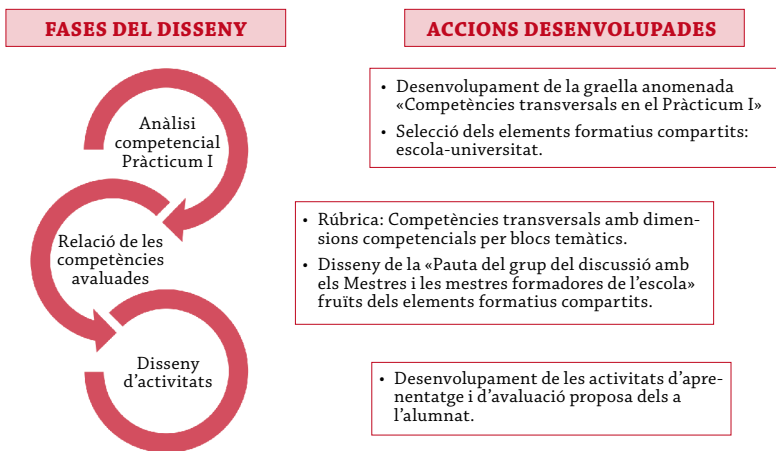 FASES DEL DISSENY
ACCIONS DESENVOLUPADES
Anàlisi
competencial
Pràcticum I
• Desenvolupament de la graella anomenada
«Competències transversals en el Pràcticum I»
• Selecció dels elements formatius compartits:
escola-universitat.
Relació de les
competències
avaluades
• Rúbrica: Competències transversals amb dimen-
sions competencials per blocs temàtics.
• Disseny de la «Pauta del grup del discussió amb
els Mestres i les mestres formadores de l’escola»
fruïts dels elements formatius compartits.
Disseny
d’activitats
• Desenvolupament de les activitats d’apre-
nentatge i d’avaluació proposa dels a
l’alumnat.